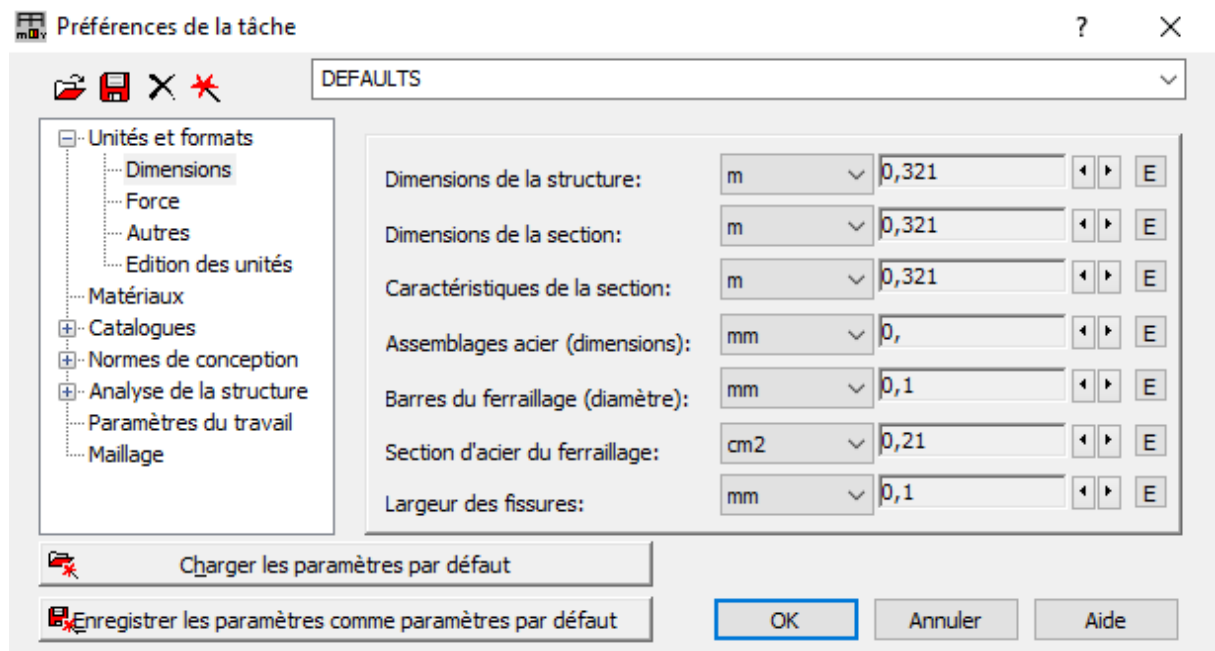 Préférences de la tâche ? ×
DEFAULTS
Unités et formats
Dimensions
Force
Autres
Edition des unités
Matériaux
Catalogues
Normes de conception
Analyse de la structure
Paramètres du travail
Maillage
Dimensions de la structure: m 0,321 E
Dimensions de la section: m 0,321 E
Caractéristiques de la section: m 0,321 E
Assemblages acier (dimensions): mm 0, E
Barres du ferraillage (diamètre): mm 0,1 E
Section d'acier du ferraillage: cm2 0,21 E
Largeur des fissures: mm 0,1 E
Charger les paramètres par défaut
Enregistrer les paramètres comme paramètres par défaut
OK Annuler Aide